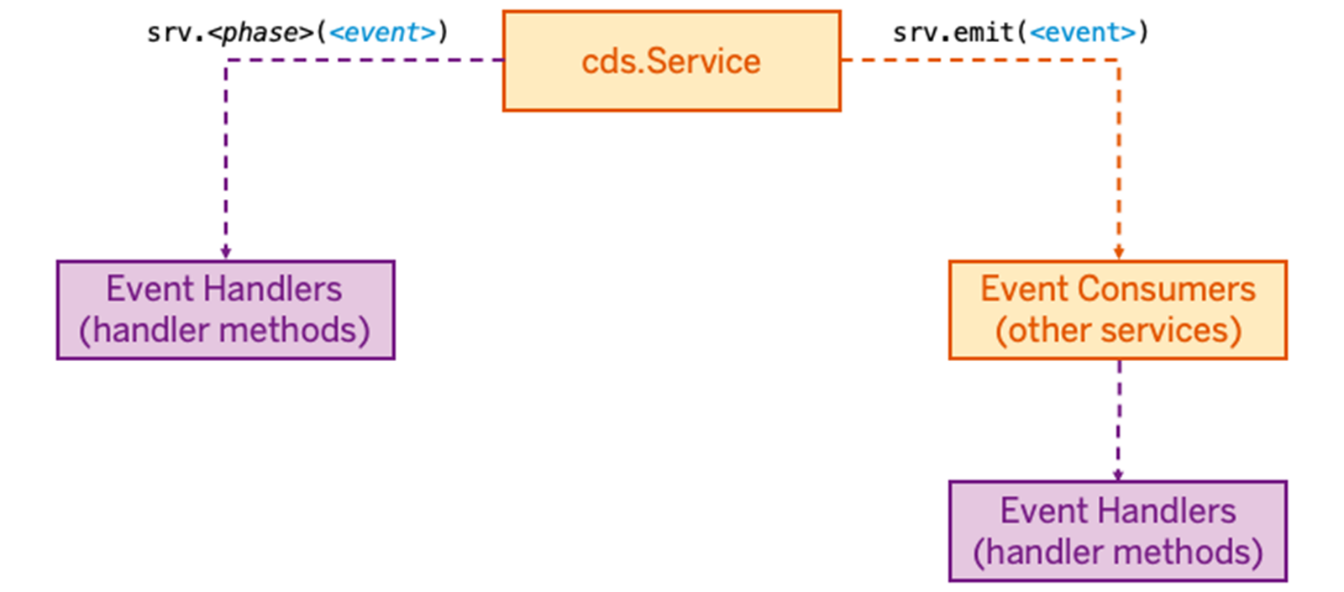 srv.<phase>(<event>)
cds.Service
srv.emit(<event>)
Event Handlers
(handler methods)
Event Consumers
(other services)
Event Handlers
(handler methods)